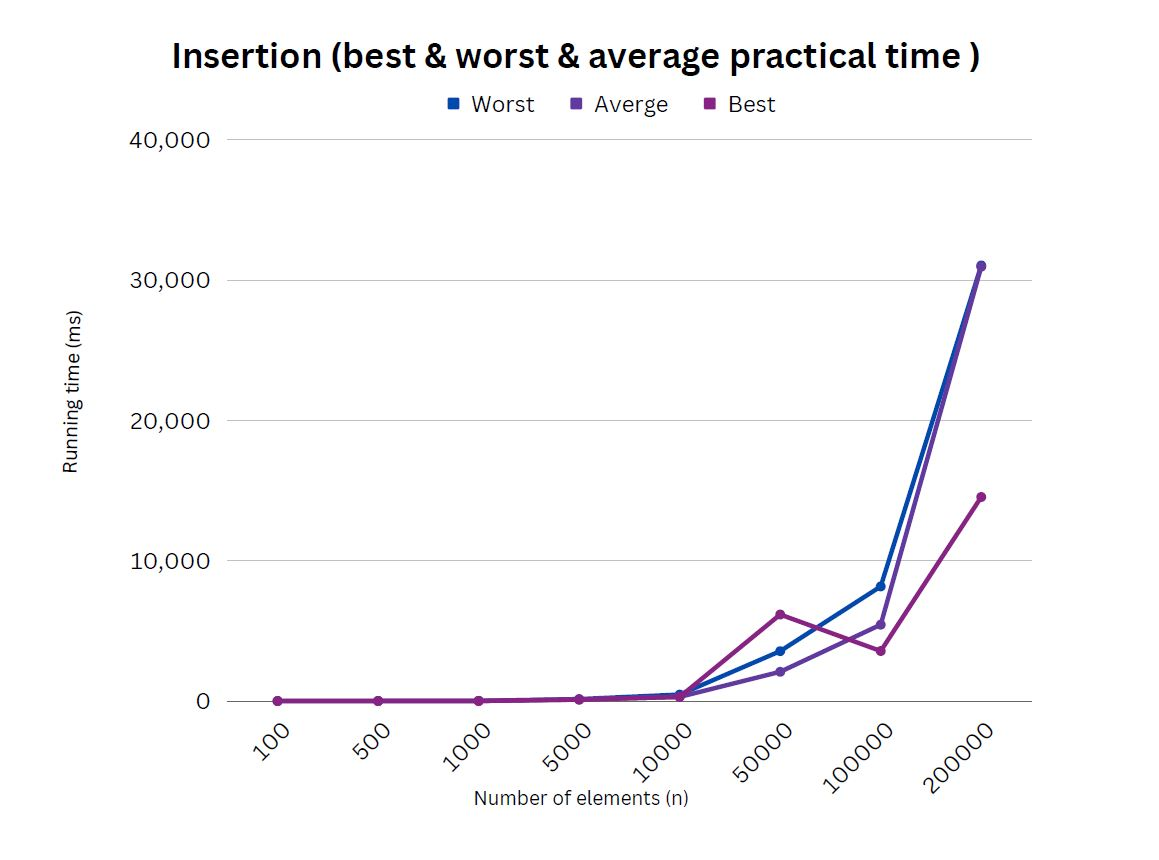 Insertion (best & worst & average practical time )
Worst Averge Best
40,000
30,000
20,000
10,000
0
Running time (ms)
100 500 1000 5000 10000 50000 100000 200000
Number of elements (n)